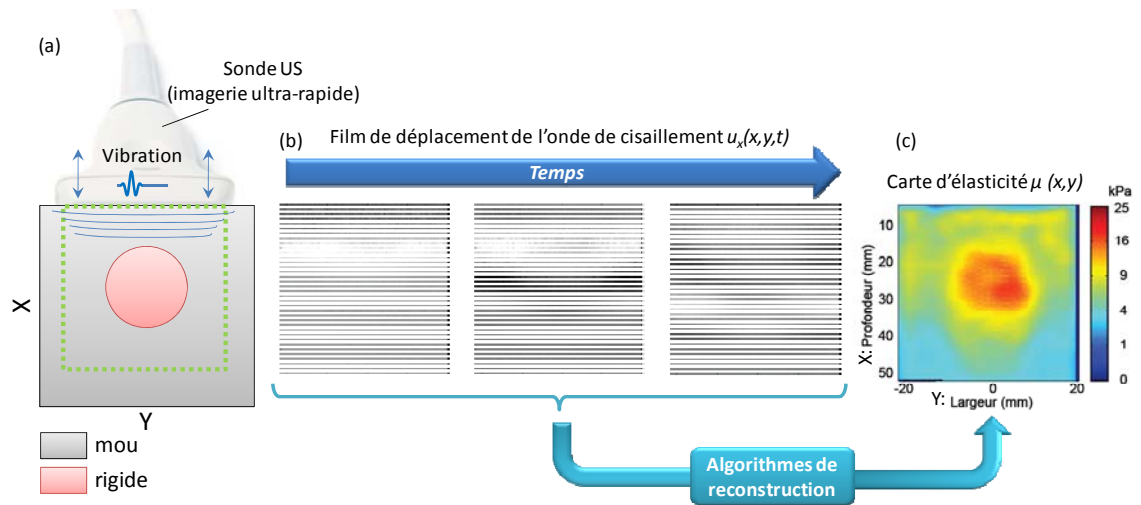 (a)
Sonde US
(imagerie ultra-rapide)
Vibration
X
Y
mou
rigide
(b)
Film de déplacement de l'onde de cisaillement u_x(x,y,t)
Temps
Algorithmes de
reconstruction
(c)
Carte d'élasticité μ (x,y)
kPa
25
16
9
4
1
0
10
20
30
40
50
X: Profondeur (mm)
-20
0
20
Y: Largeur (mm)